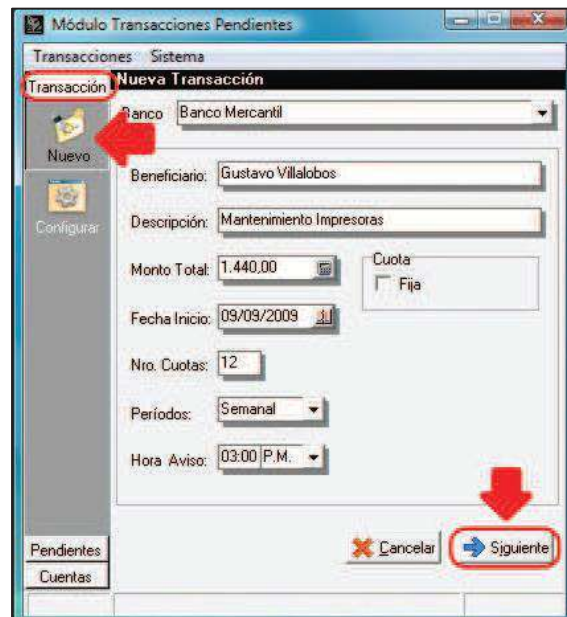 Módulo Transacciones Pendientes
Transacciones Sistema
Transacción
Nueva Transacción
Banco Banco Mercantil
Nuevo
Configurar
Beneficiario: Gustavo Villalobos
Descripción: Mantenimiento Impresoras
Monto Total: 1.440,00
Cuota
Fija
Fecha Inicio: 09/09/2009
Nro. Cuotas: 12
Períodos: Semanal
Hora Aviso: 03:00 P.M.
Cancelar Siguiente
Pendientes
Cuentas